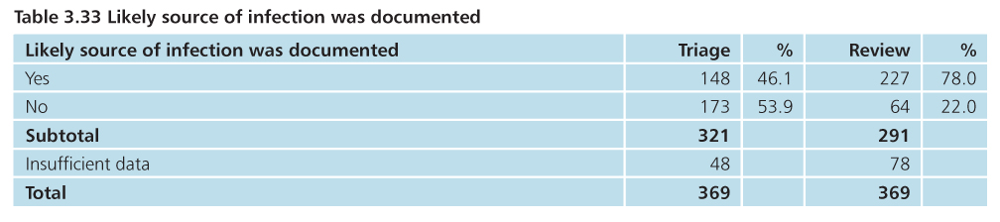 Table 3.33 Likely source of infection was documented
Likely source of infection was documented Triage % Review %
Yes 148 46.1 227 78.0
No 173 53.9 64 22.0
Subtotal 321 291
Insufficient data 48 78
Total 369 369